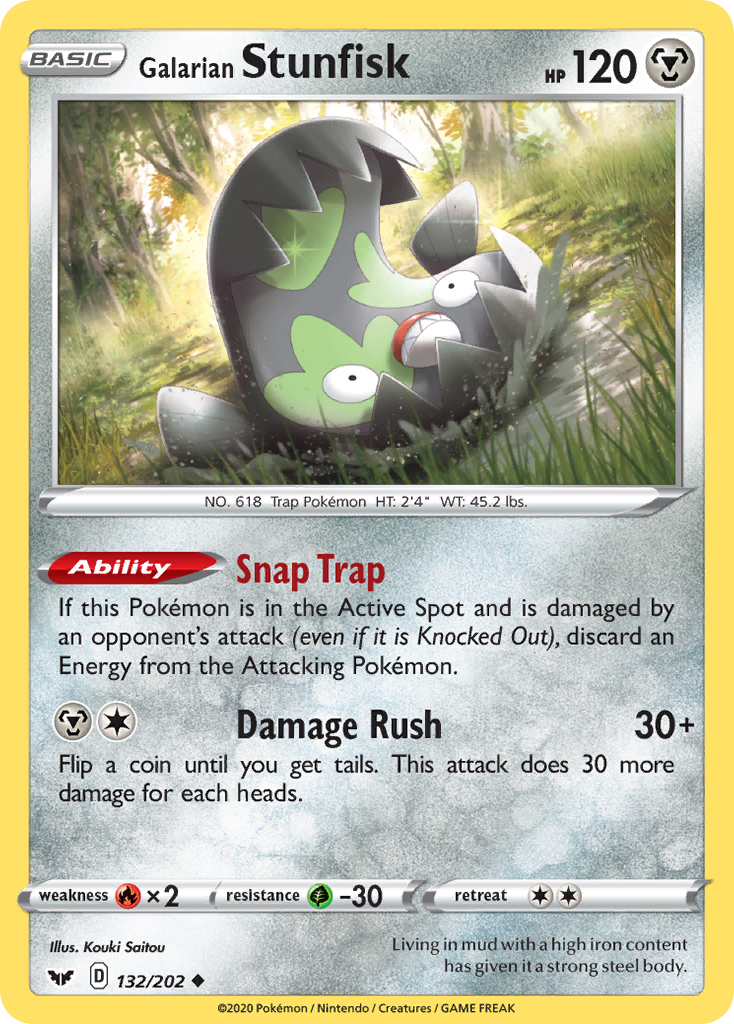 BASIC
Galarian Stunfisk HP 120
NO. 618 Trap Pokémon HT: 2'4" WT: 45.2 lbs.
Ability Snap Trap
If this Pokémon is in the Active Spot and is damaged by
an opponent's attack (even if it is Knocked Out), discard an
Energy from the Attacking Pokémon.
Damage Rush 30+
Flip a coin until you get tails. This attack does 30 more
damage for each heads.
weakness ×2 resistance -30 retreat
Illus. Kouki Saitou
Living in mud with a high iron content
has given it a strong steel body.
D 132/202
©2020 Pokémon / Nintendo / Creatures / GAME FREAK